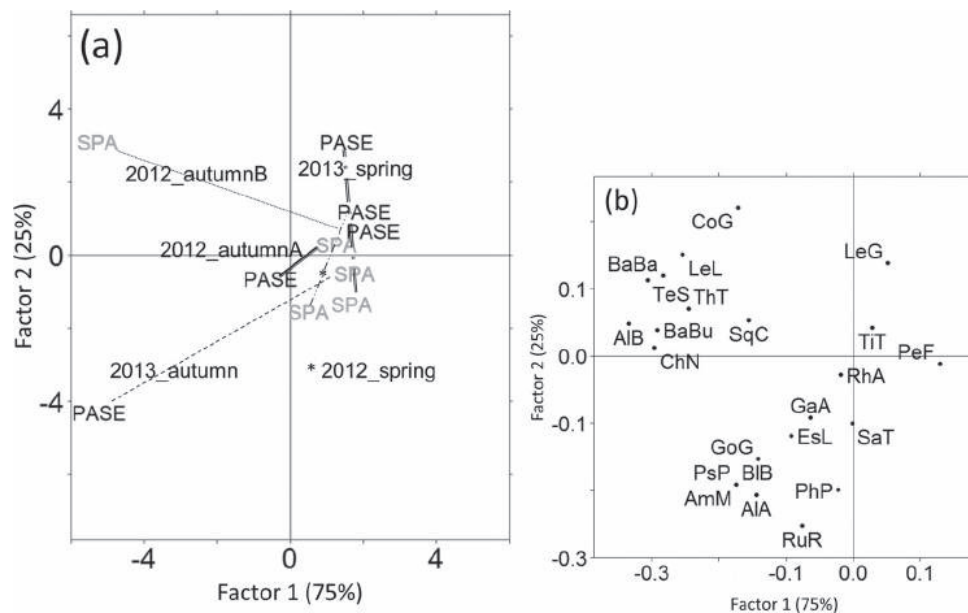 (a)
4
0
-4
-4
0
4
Factor 2 (25%)
Factor 1 (75%)
SPA
2012_autumnB
PASE
2013_spring
PASE
PASE
2012_autumnA
SPA
PASE
SPA
*
SPA
SPA
2013_autumn
* 2012_spring
PASE
(b)
CoG
LeG
BaBa
LeL
TeS
ThT
AlB
BaBu
SqC
TiT
ChN
PeF
RhA
GaA
EsL
SaT
GoG
PsP
BlB
AmM
PhP
AlA
RuR
0.1
0.0
-0.1
-0.3
-0.3
-0.1
0.0
0.1
Factor 2 (25%)
Factor 1 (75%)